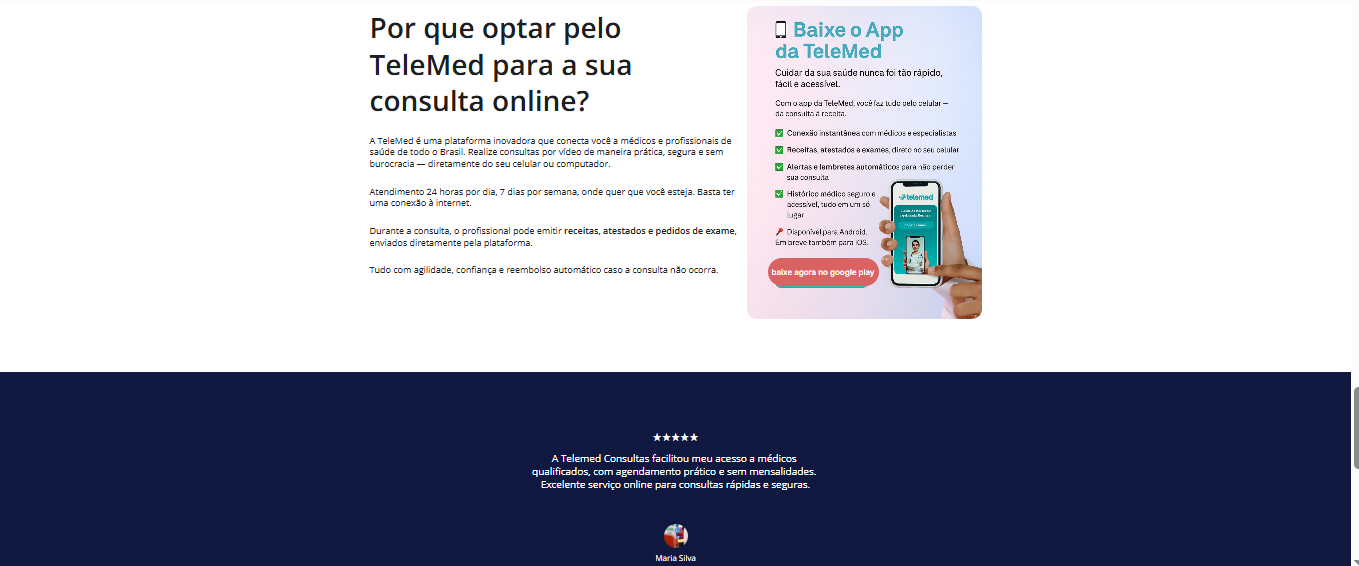 Por que optar pelo
TeleMed para a sua
consulta online?
A TeleMed é uma plataforma inovadora que conecta você a médicos e profissionais de
saúde de todo o Brasil. Realize consultas por vídeo de maneira prática, segura e sem
burocracia — diretamente do seu celular ou computador.
Atendimento 24 horas por dia, 7 dias por semana, onde quer que você esteja. Basta ter
uma conexão à internet.
Durante a consulta, o profissional pode emitir receitas, atestados e pedidos de exame,
enviados diretamente pela plataforma.
Tudo com agilidade, confiança e reembolso automático caso a consulta não ocorra.
Baixe o App
da TeleMed
Cuidar da sua saúde nunca foi tão rápido,
fácil e acessível.
Com o app da TeleMed, você faz tudo pelo celular —
da consulta à receita.
Conexão instantânea com médicos e especialistas
Receitas, atestados e exames, direto no seu celular
Alertas e lembretes automáticos para não perder
sua consulta
Histórico médico seguro e
acessível, tudo em um só
lugar
Disponível para Android.
Em breve também para iOS.
telemed
baixe agora no google play
★★★★★
A Telemed Consultas facilitou meu acesso a médicos
qualificados, com agendamento prático e sem mensalidades.
Excelente serviço online para consultas rápidas e seguras.
Maria Silva